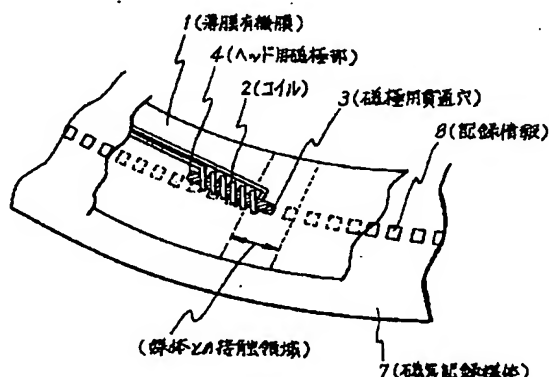 1(薄膜有機膜)
4(ヘッド用磁極部)
2(コイル)
3(磁極用貫通穴)
8(記録情報)
(媒体との接触領域)
7(磁気記録媒体)